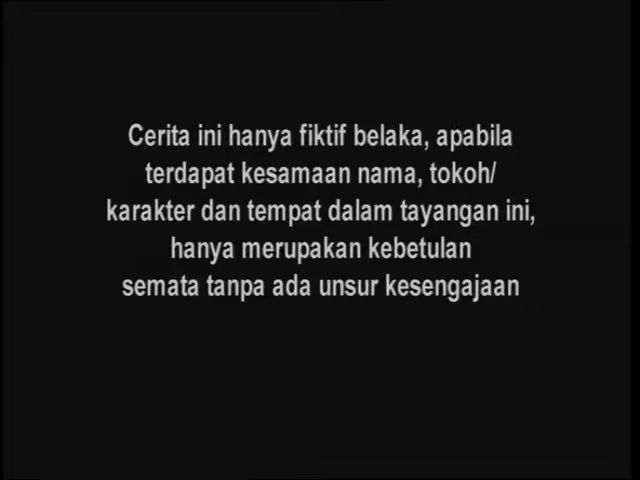 Cerita ini hanya fiktif belaka, apabila
terdapat kesamaan nama, tokoh/
karakter dan tempat dalam tayangan ini,
hanya merupakan kebetulan
semata tanpa ada unsur kesengajaan